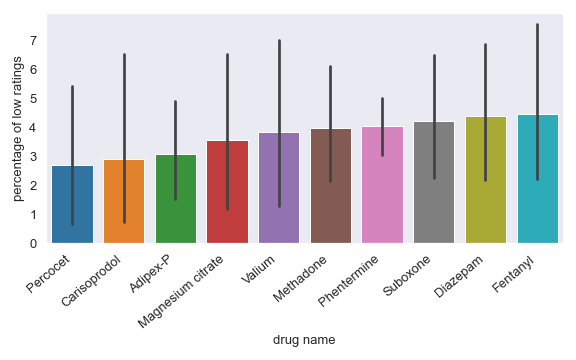 percentage of low ratings
7
6
5
4
3
2
1
0
Percocet
Carisoprodol
Adipex-P
Magnesium citrate
Valium
Methadone
Phentermine
Suboxone
Diazepam
Fentanyl
drug name